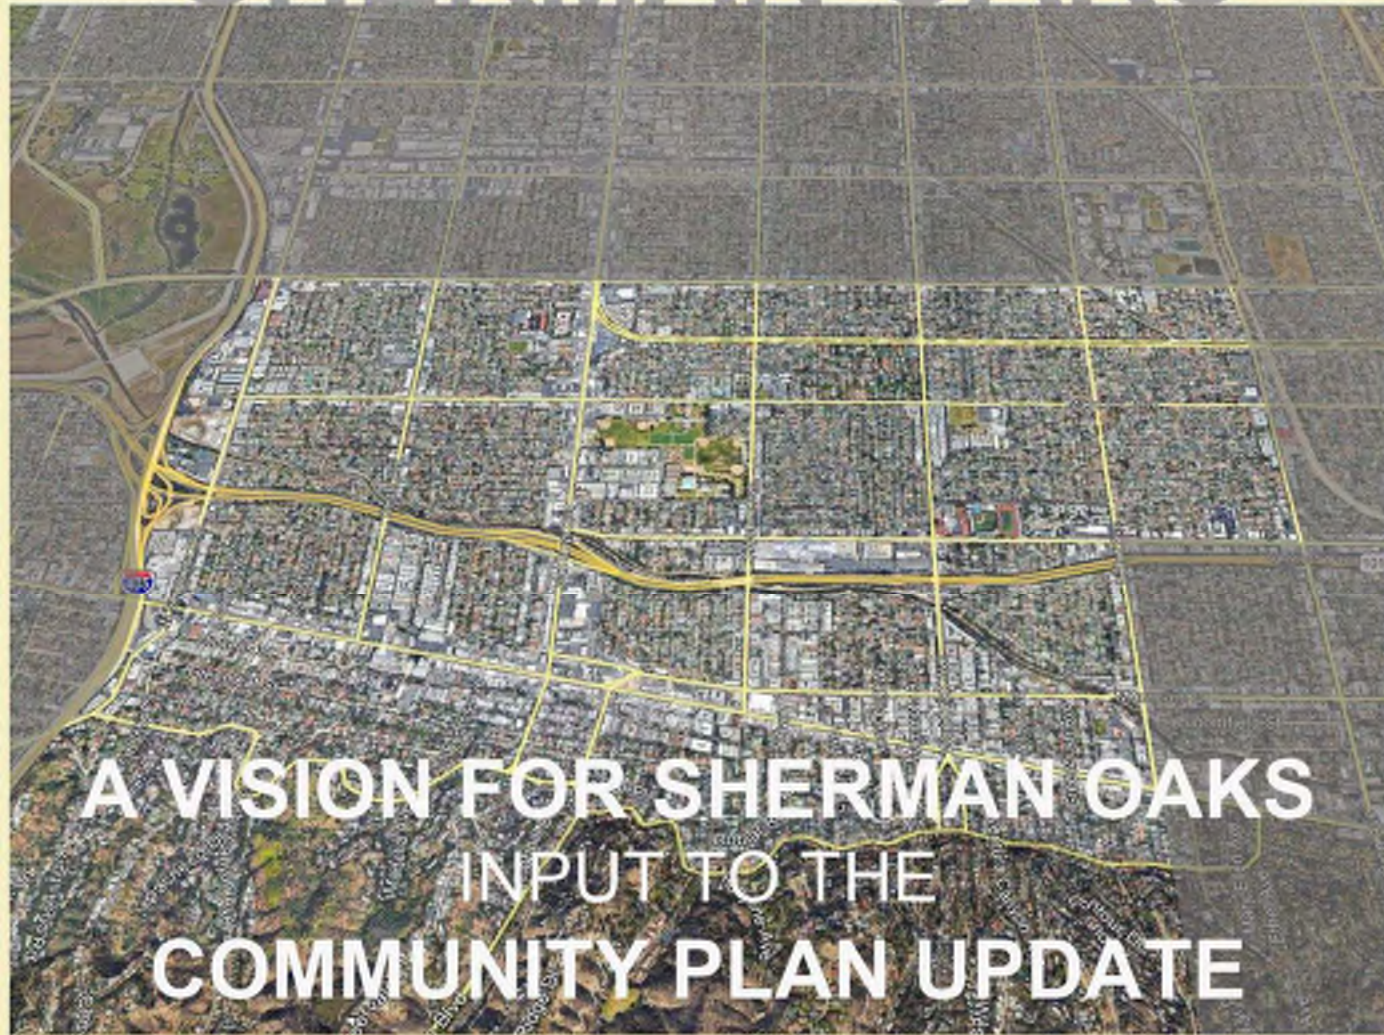 A VISION FOR SHERMAN OAKS
INPUT TO THE
COMMUNITY PLAN UPDATE